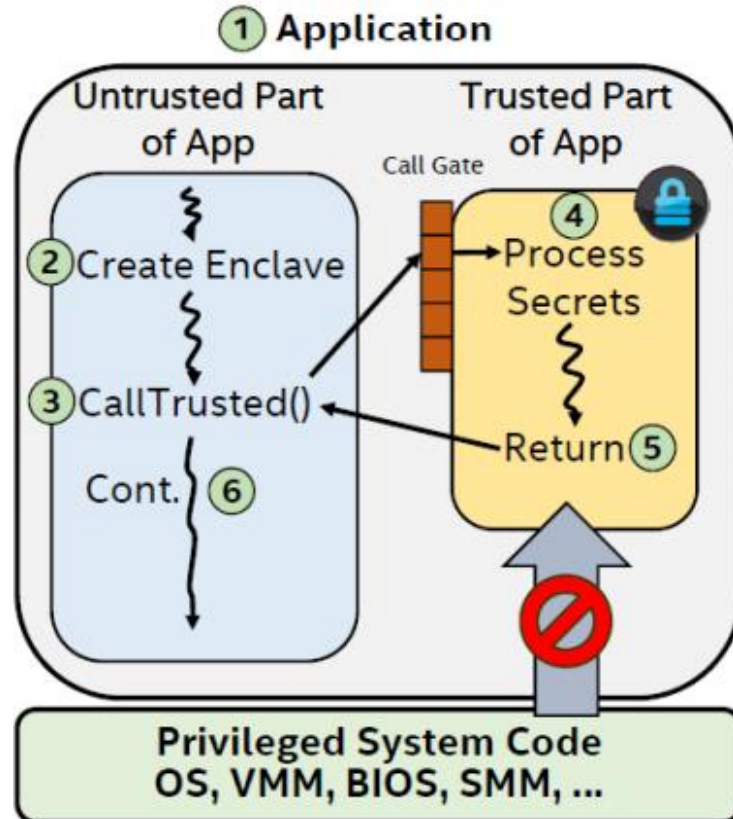 1 Application
Untrusted Part
of App
Trusted Part
of App
Call Gate
2 Create Enclave
3 CallTrusted()
Cont. 6
4
Process
Secrets
Return 5
Privileged System Code
OS, VMM, BIOS, SMM, ...